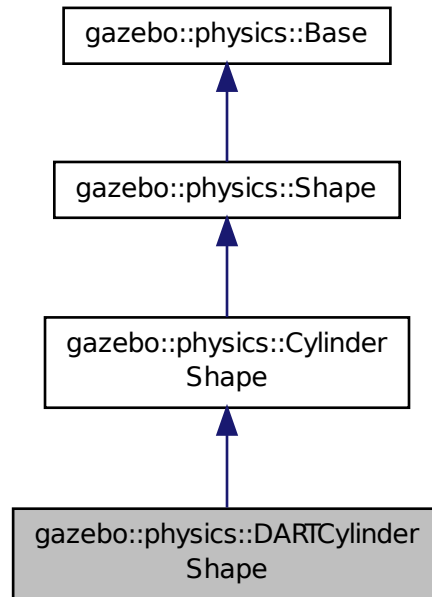 gazebo::physics::Base
gazebo::physics::Shape
gazebo::physics::Cylinder
Shape
gazebo::physics::DARTCylinder
Shape